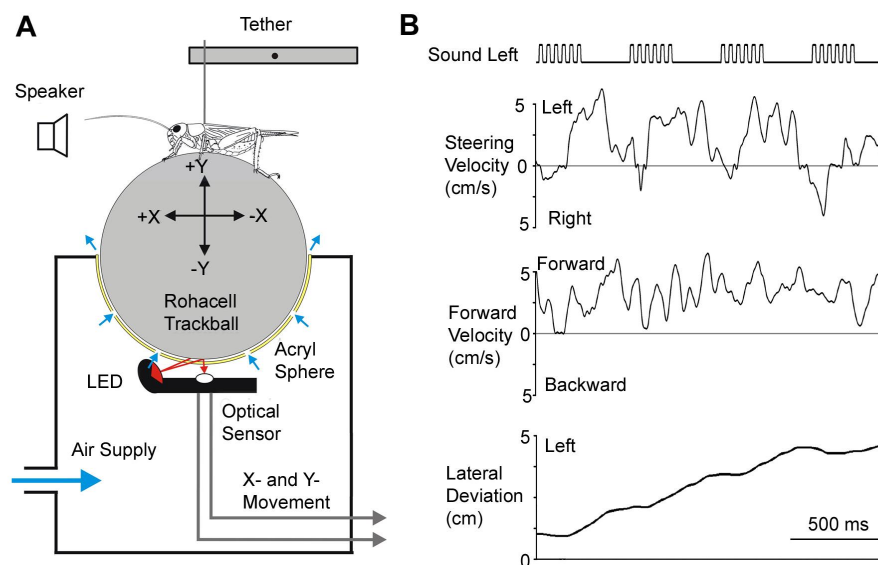 A
Tether
Speaker
+Y
+X
-X
-Y
Rohacell
Trackball
Acryl
Sphere
LED
Optical
Sensor
Air Supply
X- and Y-
Movement
B
Sound Left
5
Left
Steering
Velocity
(cm/s)
0
Right
5
5
Forward
Forward
Velocity
(cm/s)
0
Backward
5
5
Left
Lateral
Deviation
(cm)
500 ms
0